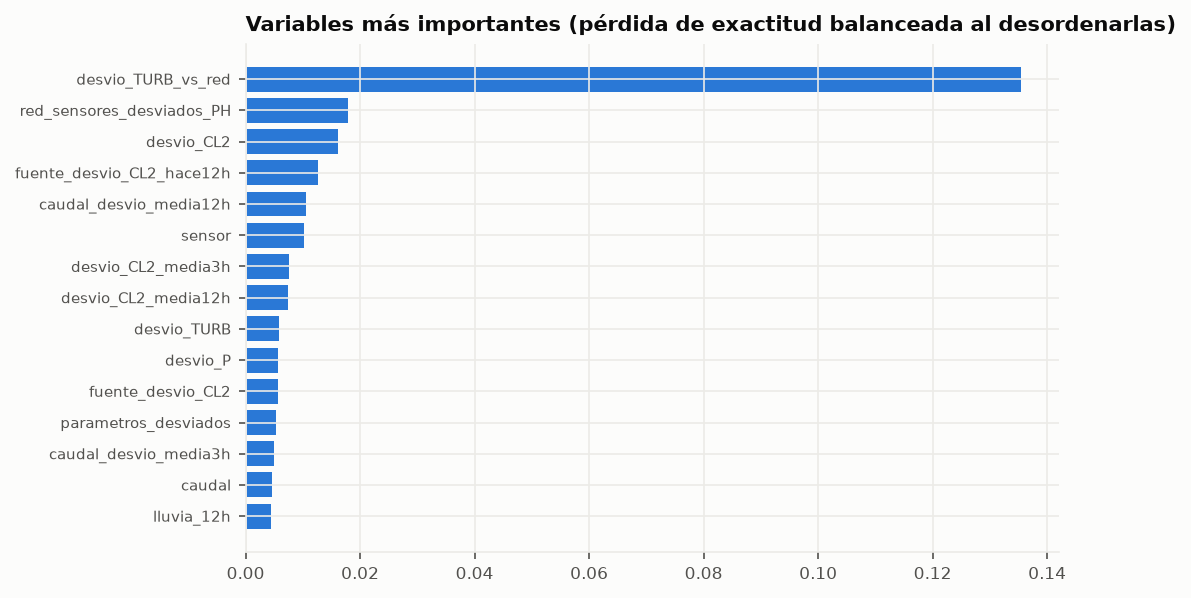 Variables más importantes (pérdida de exactitud balanceada al desordenarlas)
desvio_TURB_vs_red
red_sensores_desviados_PH
desvio_CL2
fuente_desvio_CL2_hace12h
caudal_desvio_media12h
sensor
desvio_CL2_media3h
desvio_CL2_media12h
desvio_TURB
desvio_P
fuente_desvio_CL2
parametros_desviados
caudal_desvio_media3h
caudal
lluvia_12h
0.00 0.02 0.04 0.06 0.08 0.10 0.12 0.14